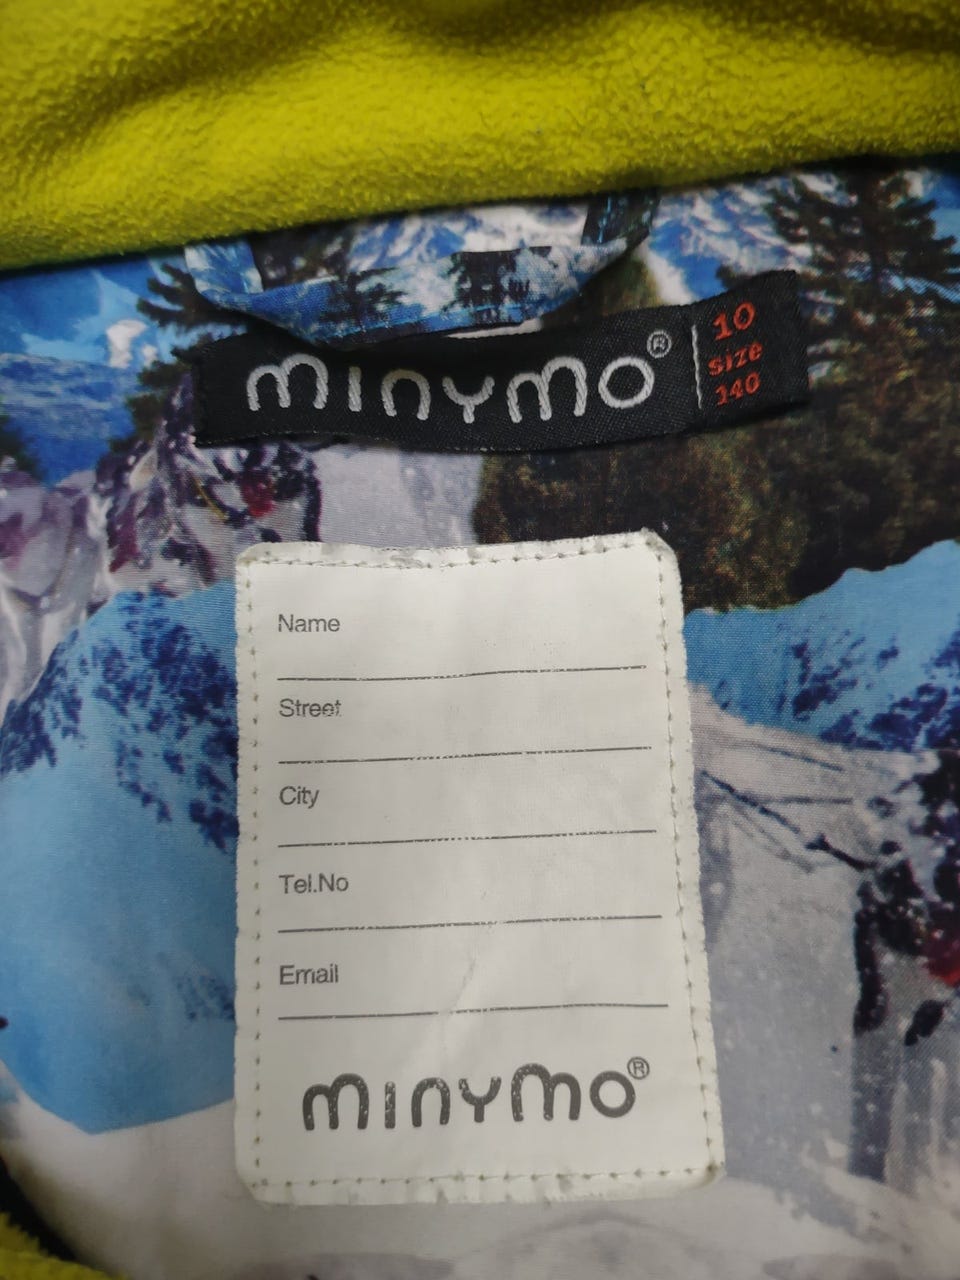 minymo®
10
size
140
Name
Street
City
Tel.No
Email
minymo®